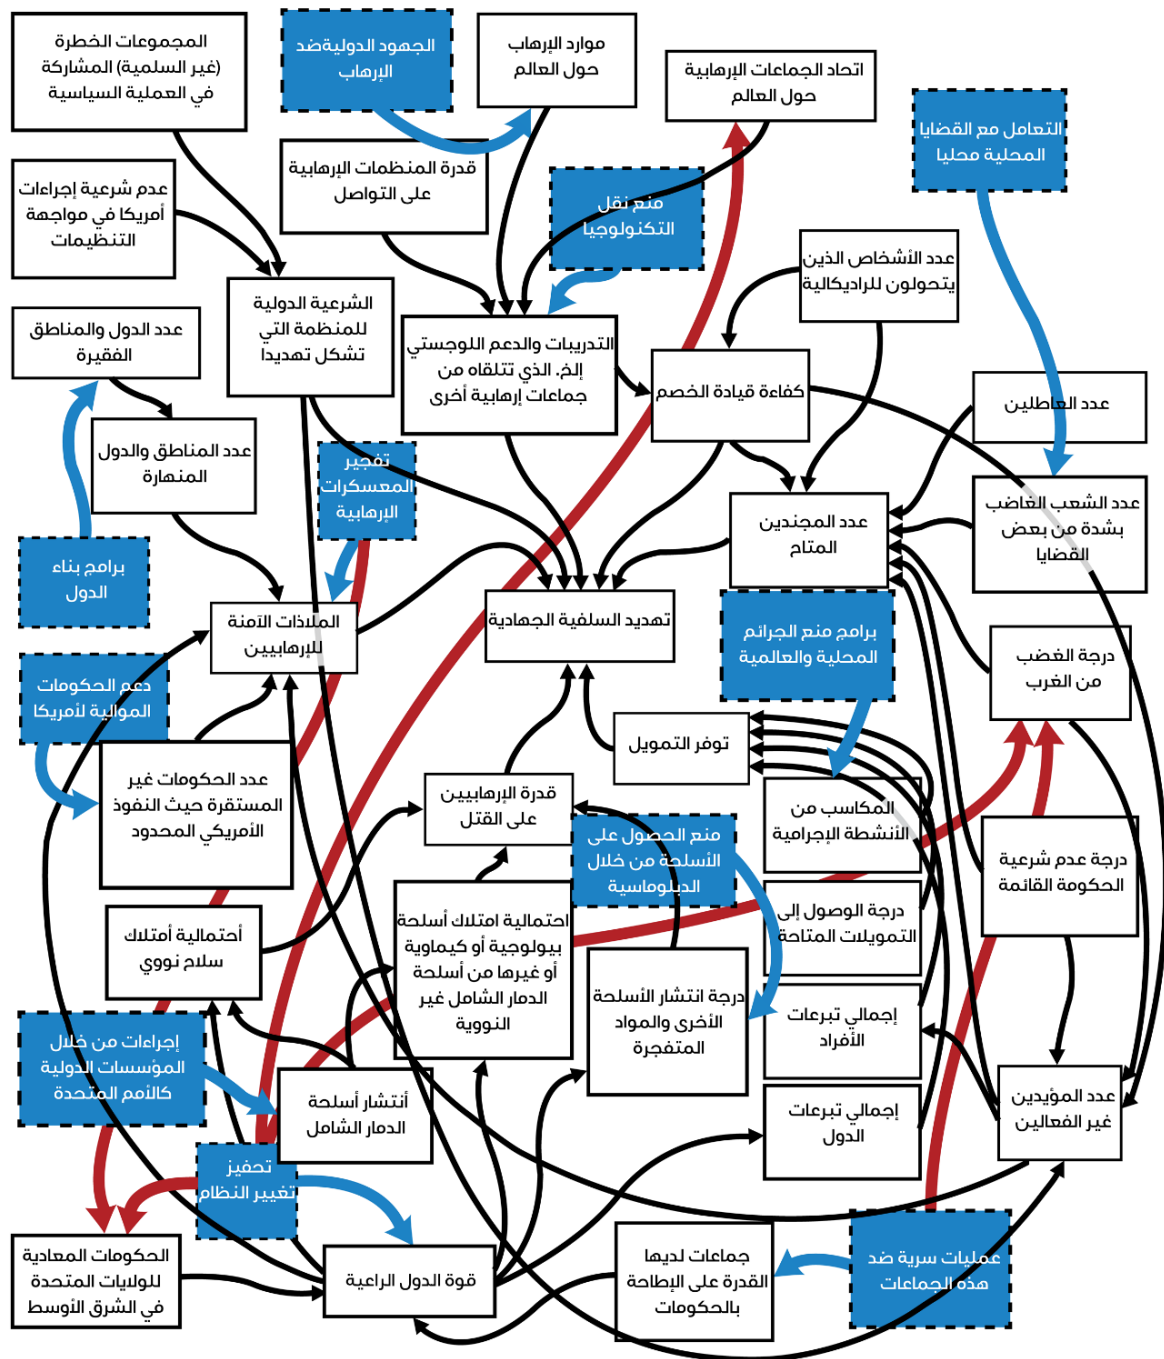 المجموعات الخطرة
(غير السلمية) المشاركة
في العملية السياسية
الجهود الدولية ضد
الإرهاب
موارد الإرهاب
حول العالم
اتحاد الجماعات الإرهابية
حول العالم
التعامل مع القضايا
المحلية محليا
عدم شرعية إجراءات
أمريكا في مواجهة
التنظيمات
قدرة المنظمات الإرهابية
على التواصل
منع نقل
التكنولوجيا
عدد الأشخاص الذين
يتحولون للراديكالية
الشرعية الدولية
للمنظمة التي
تشكل تهديدا
عدد الدول والمناطق
الفقيرة
التدريبات والدعم اللوجستي
إلخ. الذي تتلقاه من
جماعات إرهابية أخرى
كفاءة قيادة الخصم
عدد العاطلين
عدد المناطق والدول
المنهارة
تفجير
المعسكرات
الإرهابية
عدد المجندين
المتاح
عدد الشعب الغاضب
بشدة من بعض
القضايا
برامج بناء
الدول
الملاذات الآمنة
للإرهابيين
تهديد السلفية الجهادية
برامج منع الجرائم
المحلية والعالمية
درجة الغضب
من الغرب
دعم الحكومات
الموالية لأمريكا
توفر التمويل
عدد الحكومات غير
المستقرة حيث النفوذ
الأمريكي المحدود
قدرة الإرهابيين
على القتل
المكاسب من
الأنشطة الإجرامية
منع الحصول على
الأسلحة من خلال
الدبلوماسية
درجة عدم شرعية
الحكومة القائمة
أحتمالية أمتلاك
سلاح نووي
احتمالية امتلاك أسلحة
بيولوجية أو كيماوية
أو غيرها من أسلحة
الدمار الشامل غير
النووية
درجة الوصول إلى
التمويلات المتاحة
درجة انتشار الأسلحة
الأخرى والمواد
المتفجرة
إجمالي تبرعات
الأفراد
إجراءات من خلال
المؤسسات الدولية
كالأمم المتحدة
أنتشار أسلحة
الدمار الشامل
إجمالي تبرعات
الدول
عدد المؤيدين
غير الفعالين
تحفيز
تغيير النظام
الحكومات المعادية
للولايات المتحدة
في الشرق الأوسط
قوة الدول الراعية
جماعات لديها
القدرة على الإطاحة
بالحكومات
عمليات سرية ضد
هذه الجماعات